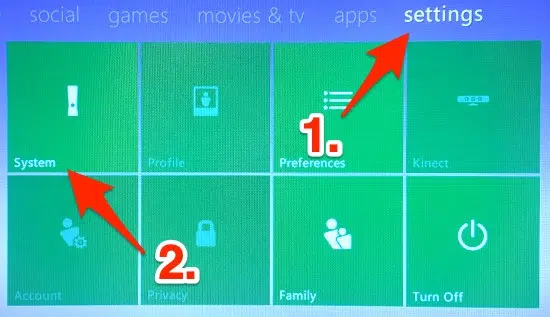 social games movies & tv apps settings
1.
System Profile Preferences Kinect
2.
Account Privacy Family Turn Off